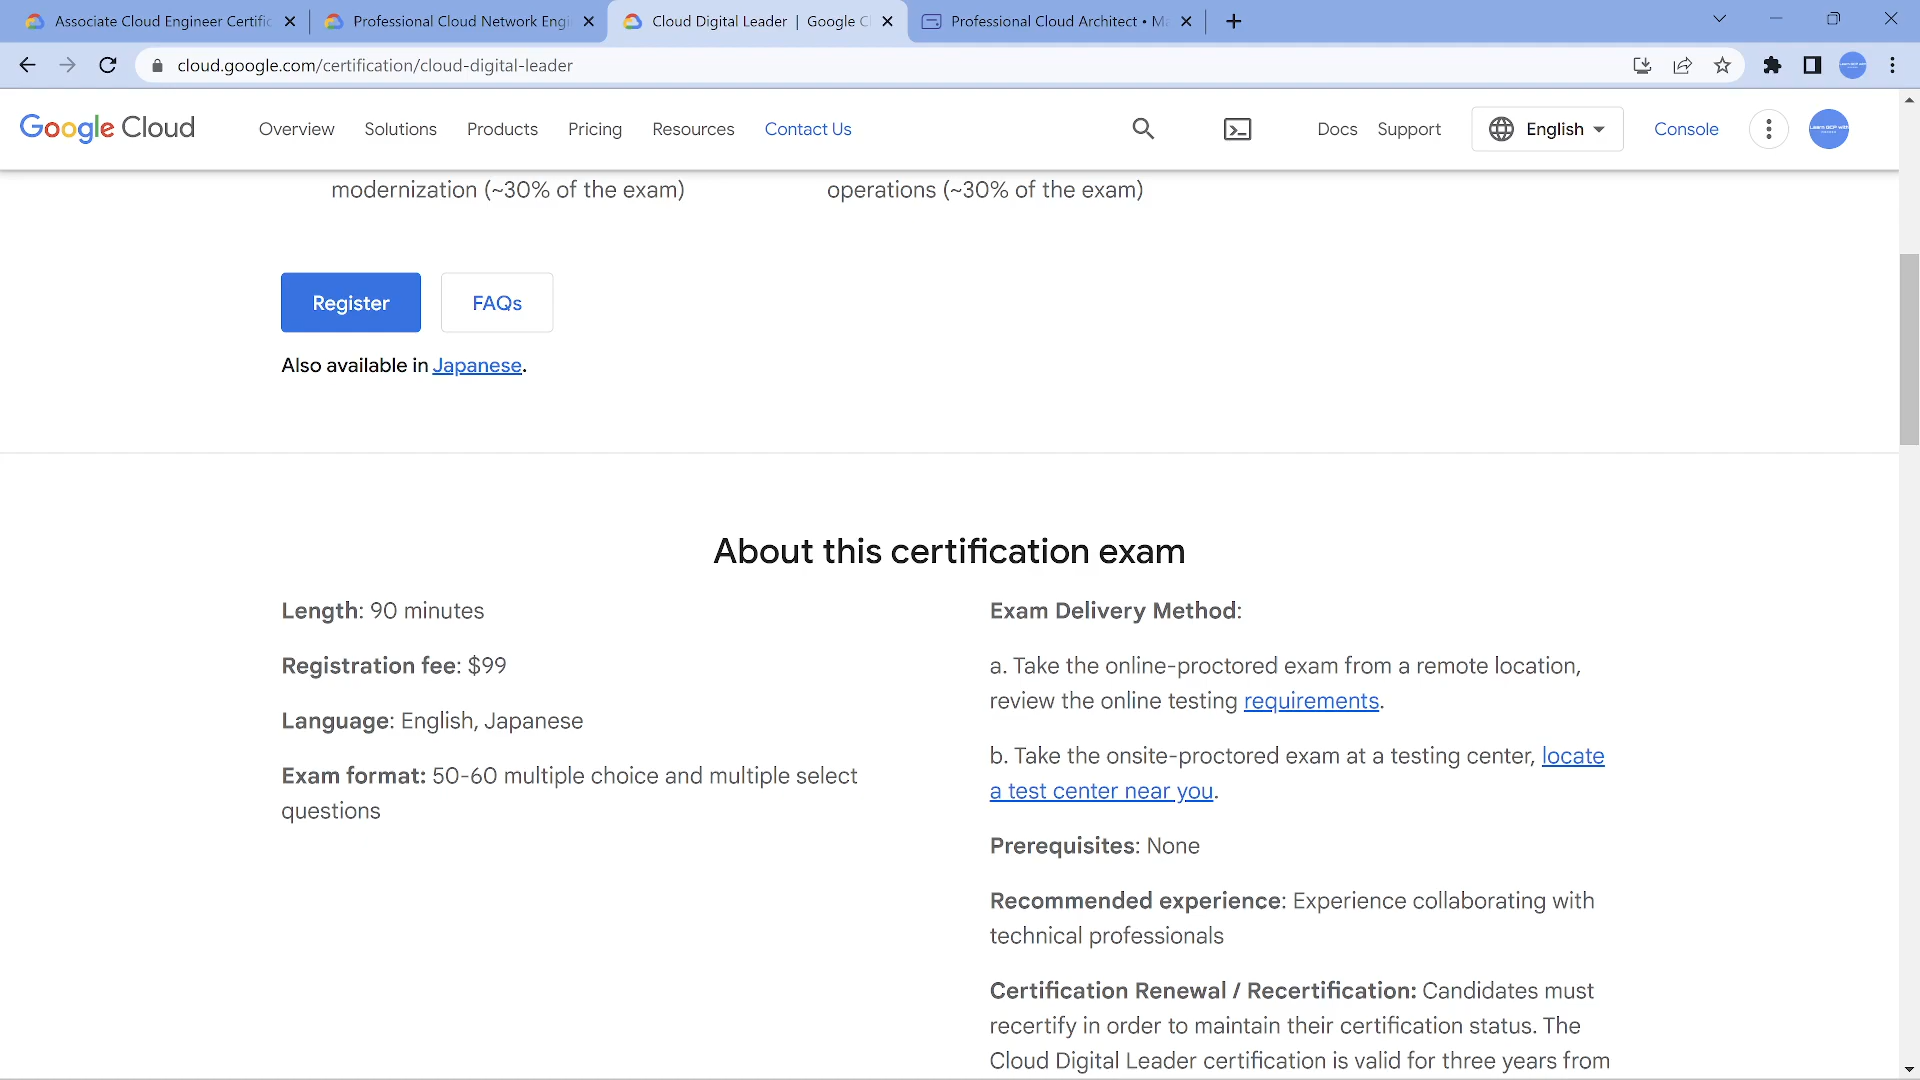 Associate Cloud Engineer Certific
Professional Cloud Network Engi
Cloud Digital Leader | Google Cl
Professional Cloud Architect • Ma
cloud.google.com/certification/cloud-digital-leader
Google Cloud
Overview
Solutions
Products
Pricing
Resources
Contact Us
Docs
Support
English
Console
modernization (~30% of the exam)
operations (~30% of the exam)
Register
FAQs
Also available in Japanese.
About this certification exam
Length: 90 minutes
Registration fee: $99
Language: English, Japanese
Exam format: 50-60 multiple choice and multiple select
questions
Exam Delivery Method:
a. Take the online-proctored exam from a remote location,
review the online testing requirements.
b. Take the onsite-proctored exam at a testing center, locate
a test center near you.
Prerequisites: None
Recommended experience: Experience collaborating with
technical professionals
Certification Renewal / Recertification: Candidates must
recertify in order to maintain their certification status. The
Cloud Digital Leader certification is valid for three years from